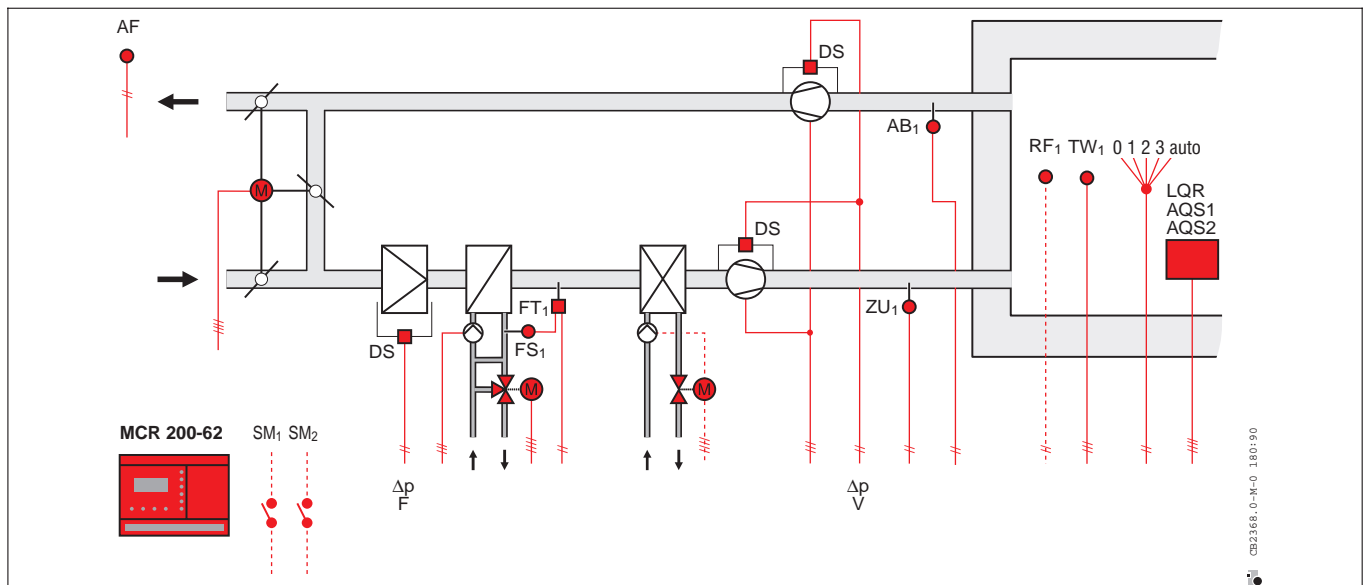 AF
DS
AB1
RF1 TW1 0 1 2 3 auto
LQR
AQS1
AQS2
M
DS
FT1
ZU1
DS
FS1
M
M
MCR 200-62 SM1 SM2
Δp
F
Δp
V
CB2368.0-M-0 180:90